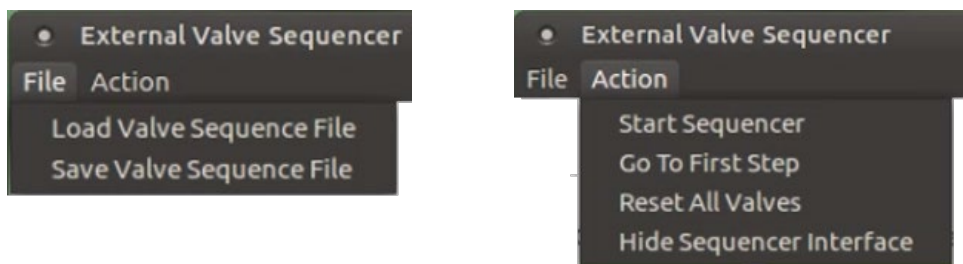 External Valve Sequencer
File Action
Load Valve Sequence File
Save Valve Sequence File
External Valve Sequencer
File Action
Start Sequencer
Go To First Step
Reset All Valves
Hide Sequencer Interface